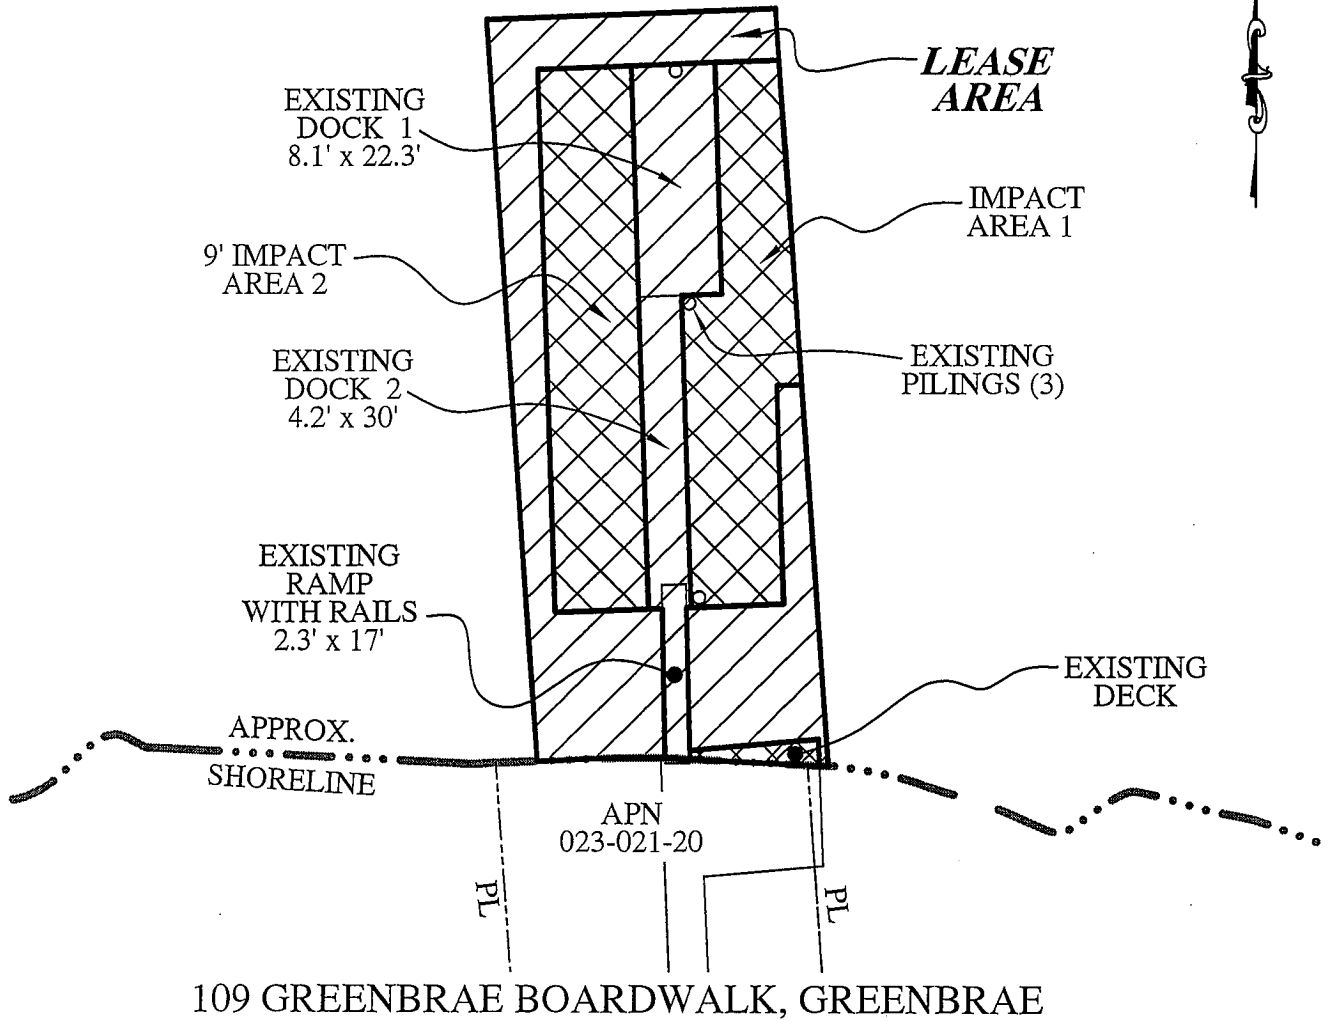 LEASE
AREA
EXISTING
DOCK 1
8.1' x 22.3'
IMPACT
AREA 1
9' IMPACT
AREA 2
EXISTING
DOCK 2
4.2' x 30'
EXISTING
PILINGS (3)
EXISTING
RAMP
WITH RAILS
2.3' x 17'
EXISTING
DECK
APPROX.
SHORELINE
APN
023-021-20
PL
PL
109 GREENBRAE BOARDWALK, GREENBRAE